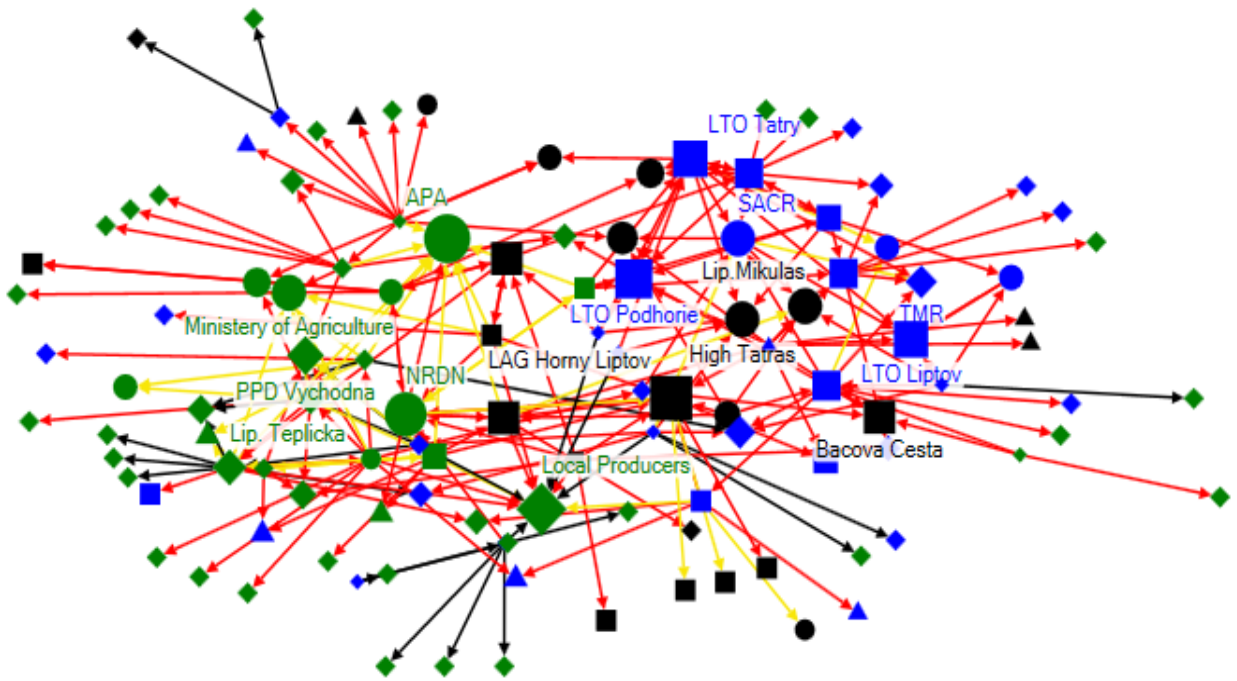 LTO Tatry
APA
SACR
Lip.Mikulas
LTO Podhorie
TMR
Ministery of Agriculture
LAG Horny Liptov
High Tatras
NRDN
LTO Liptov
PPD Vychodna
Lip. Teplicka
Bacova Cesta
Local Producers